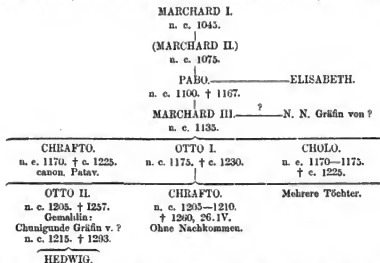 MARCHARD I.
n. c. 1045.
(MARCHARD II.)
n. c. 1075.
PABO. ELISABETH.
n. c. 1100. † 1167.
MARCHARD III. ? N. N. Gräfin von ?
n. c. 1135.
CHRAFTO. OTTO I. CHOLO.
n. c. 1170. † c. 1225. n. c. 1175. † c. 1230. n. c. 1170—1175.
canon. Patav. † c. 1225.
OTTO II. CHRAFTO. Mehrere Töchter.
n. c. 1205. † 1257. n. c. 1205—1210.
Gemahlin: † 1260, 26. IV.
Chunigunde Gräfin v. ? Ohne Nachkommen.
n. c. 1215. † 1293.
HEDWIG.